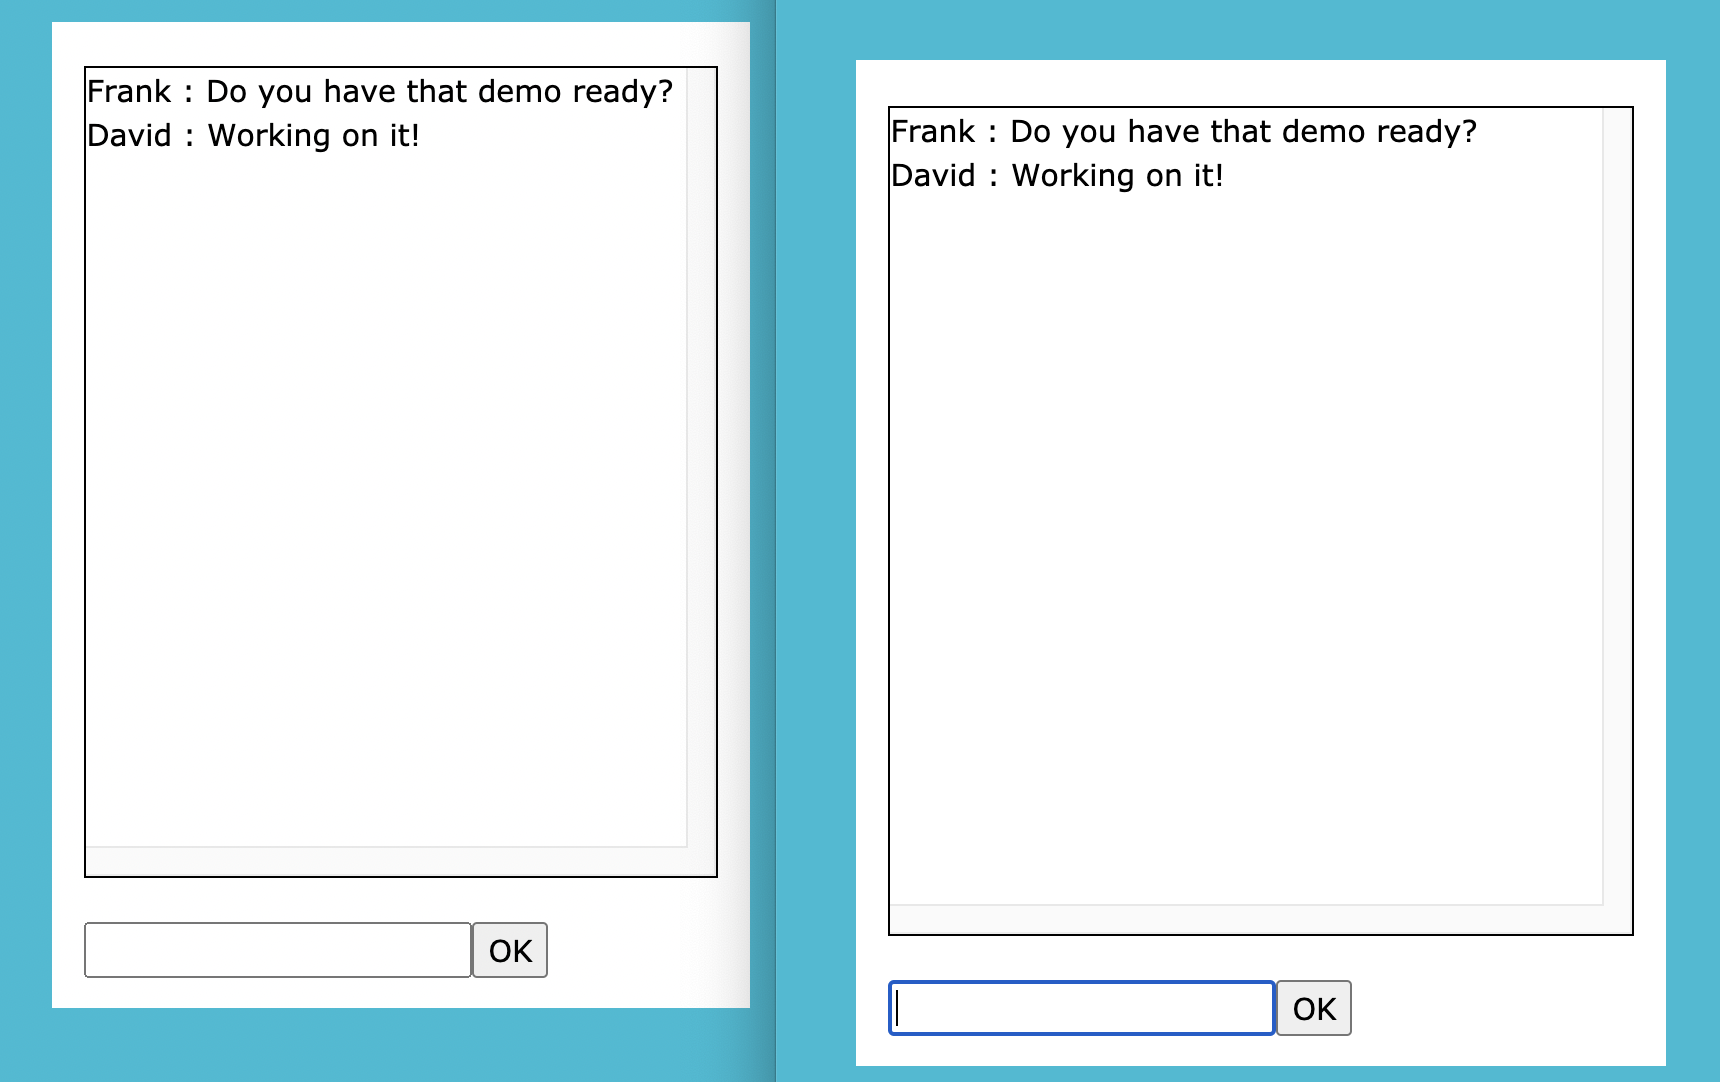 Frank : Do you have that demo ready?
David : Working on it!
OK
Frank : Do you have that demo ready?
David : Working on it!
OK